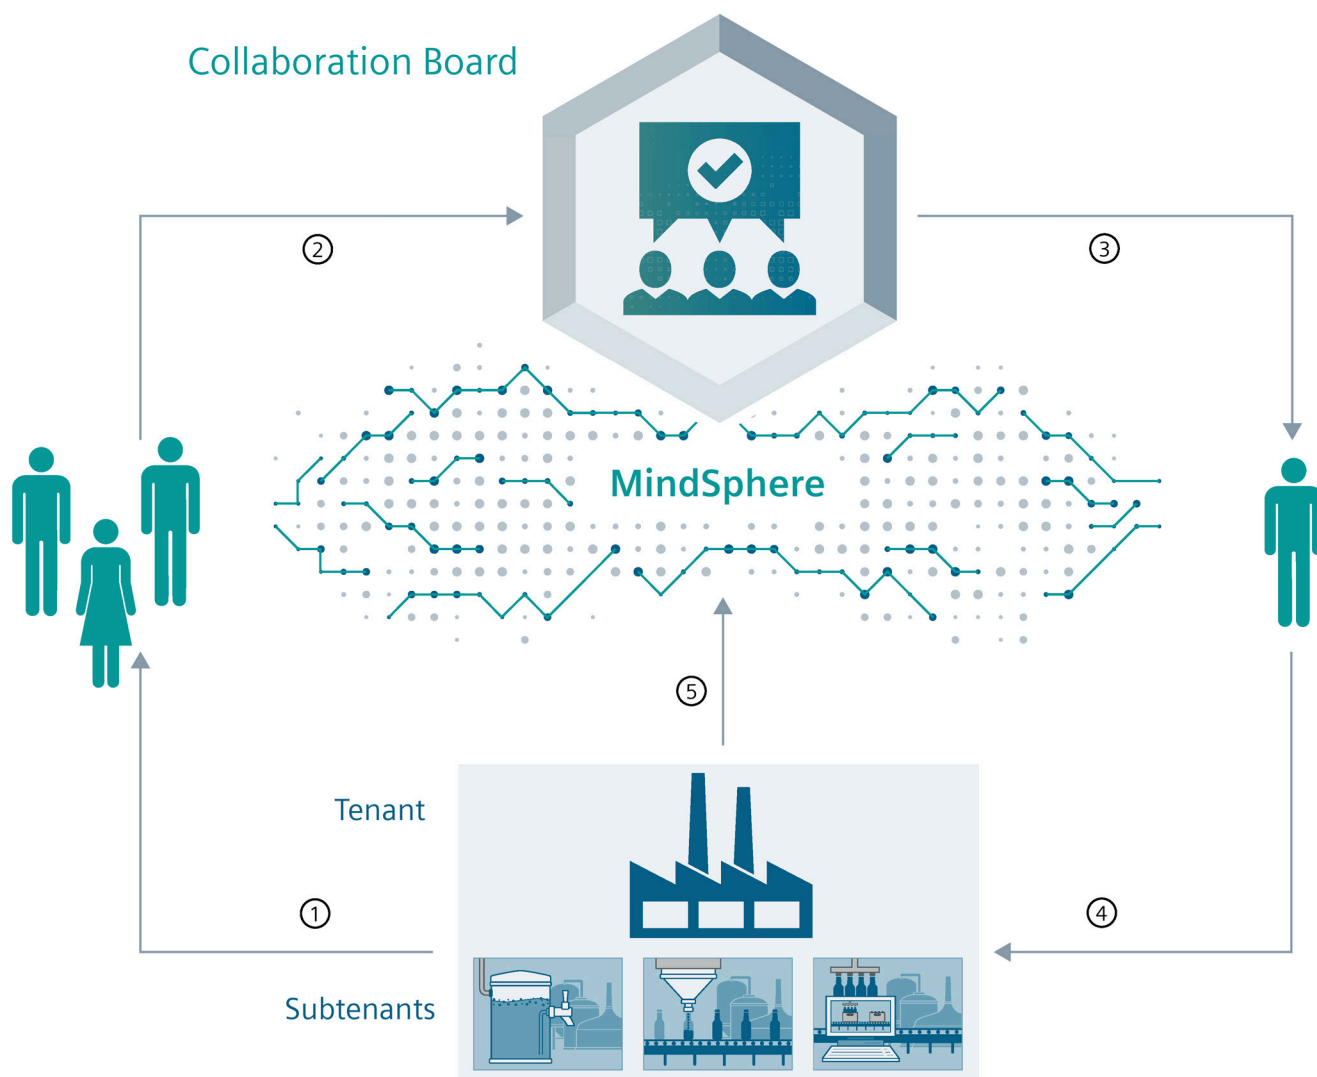 Collaboration Board
②
③
MindSphere
⑤
Tenant
①
④
Subtenants